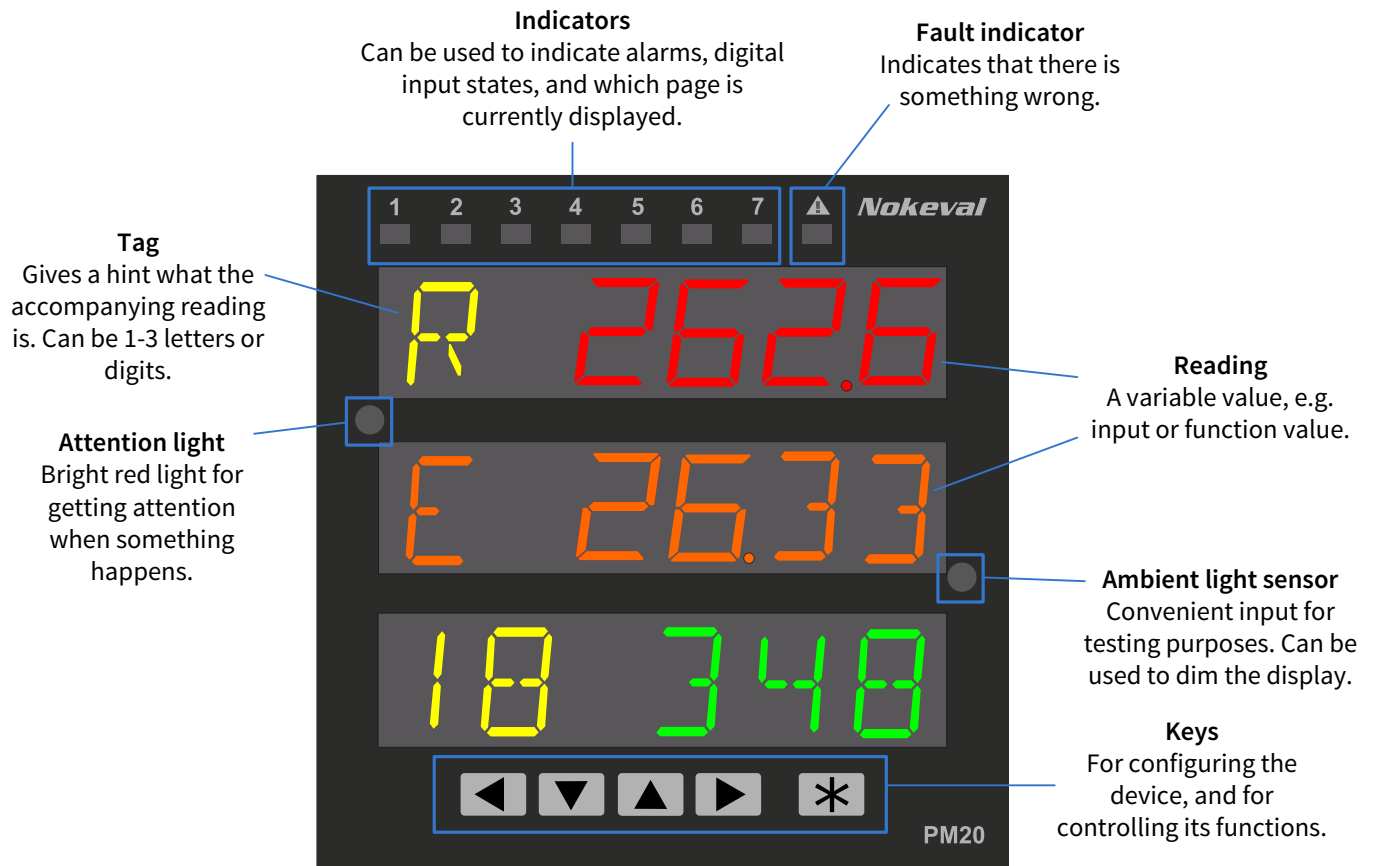 Indicators
Can be used to indicate alarms, digital
input states, and which page is
currently displayed.
Fault indicator
Indicates that there is
something wrong.
1 2 3 4 5 6 7
Nokeval
Tag
Gives a hint what the
accompanying reading
is. Can be 1-3 letters or
digits.
R 262.6
Reading
A variable value, e.g.
input or function value.
Attention light
Bright red light for
getting attention
when something
happens.
E 26.33
Ambient light sensor
Convenient input for
testing purposes. Can be
used to dim the display.
18 348
Keys
For configuring the
device, and for
controlling its functions.
PM20